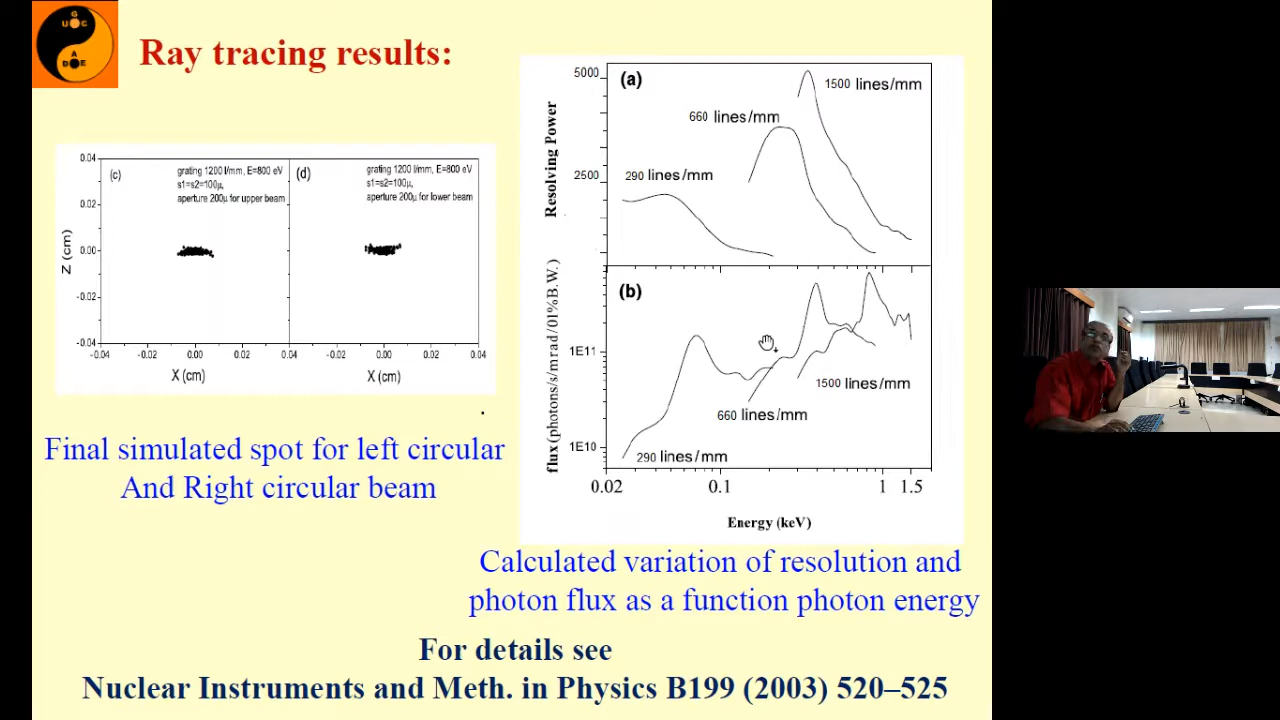 G
U G C
A
D E
Ray tracing results:
(c)
grating 1200 l/mm, E=800 eV
s1=s2=100μ,
aperture 200μ for upper beam
(d)
grating 1200 l/mm, E=800 eV
s1=s2=100μ,
aperture 200μ for lower beam
Z (cm)
0.04
0.02
0.00
-0.02
-0.04
-0.04 -0.02 0.00 0.02 -0.04 -0.02 0.00 0.02 0.04
X (cm) X (cm)
Final simulated spot for left circular
And Right circular beam
(a)
Resolving Power
5000
2500
1500 lines/mm
660 lines/mm
290 lines/mm
(b)
flux(photons/s/mrad/01%B.W.)
1E11
1E10
1500 lines/mm
660 lines/mm
290 lines/mm
0.02 0.1 1 1.5
Energy (keV)
Calculated variation of resolution and
photon flux as a function photon energy
For details see
Nuclear Instruments and Meth. in Physics B199 (2003) 520–525